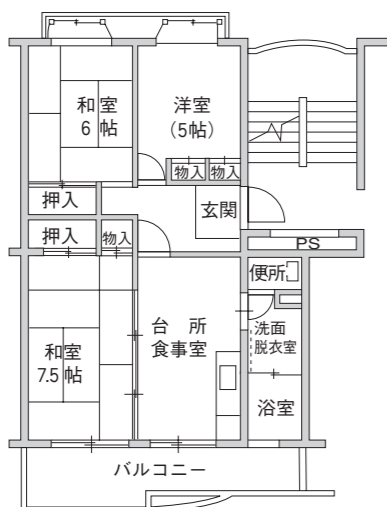 和室
6 帖
洋室
(5帖)
物入
物入
押入
玄関
押入
物入
PS
便所
和室
7.5 帖
台 所
食事室
洗面
脱衣室
浴室
バルコニー